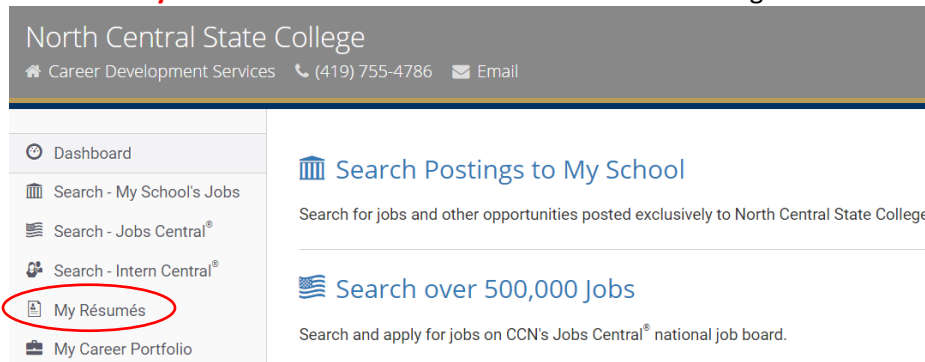 North Central State College
Career Development Services (419) 755-4786 Email
Dashboard
Search - My School's Jobs
Search - Jobs Central®
Search - Intern Central®
My Résumés
My Career Portfolio
Search Postings to My School
Search for jobs and other opportunities posted exclusively to North Central State College
Search over 500,000 Jobs
Search and apply for jobs on CCN's Jobs Central® national job board.